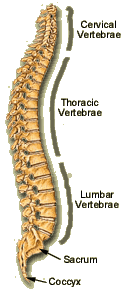 Cervical
Vertebrae
Thoracic
Vertebrae
Lumbar
Vertebrae
Sacrum
Coccyx